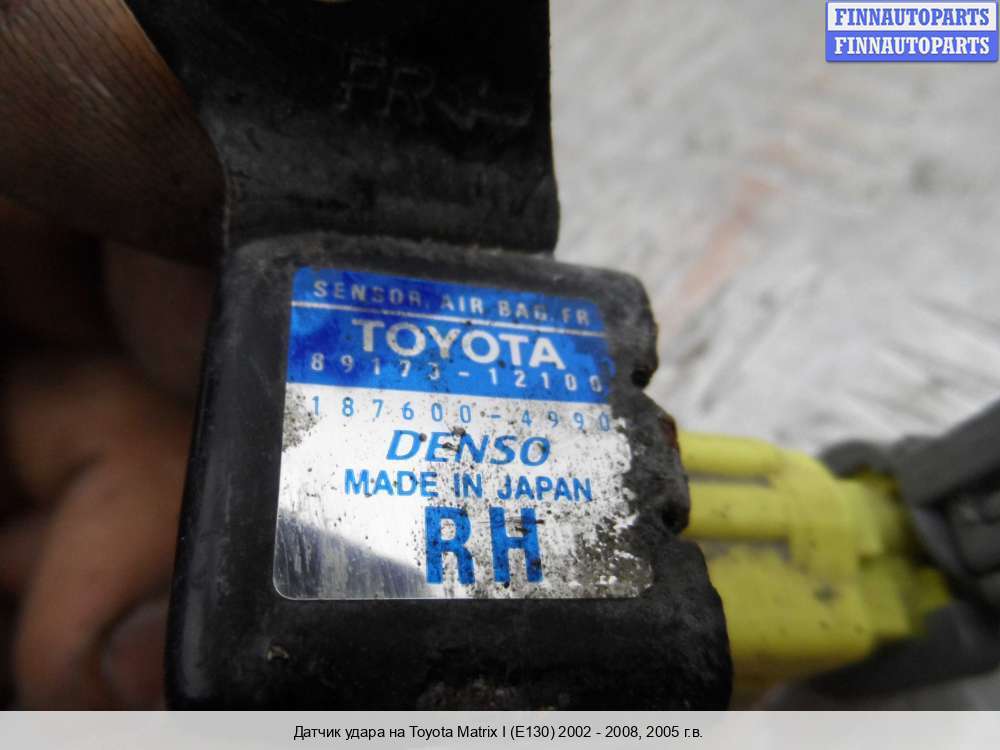 FINNAUTOPARTS
FINNAUTOPARTS
FR
SENSOR, AIR BAG, FR
TOYOTA
89173-12100
187600-4990
DENSO
MADE IN JAPAN
RH
Датчик удара на Toyota Matrix I (E130) 2002 - 2008, 2005 г.в.